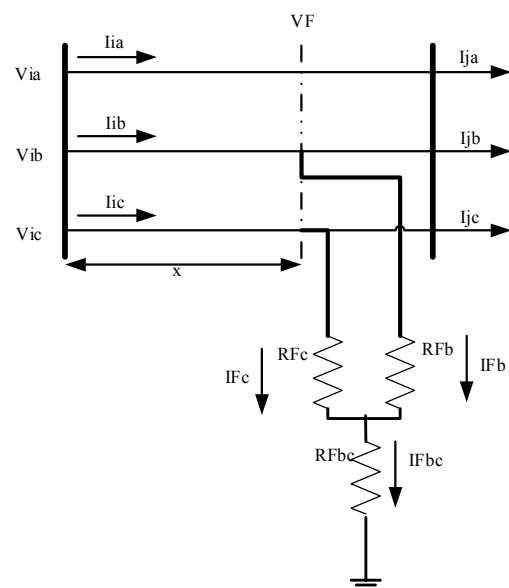 VF
Iia
Ija
Via
Iib
Ijb
Vib
Iic
Ijc
Vic
x
RFc
RFb
IFc
IFb
RFbc
IFbc